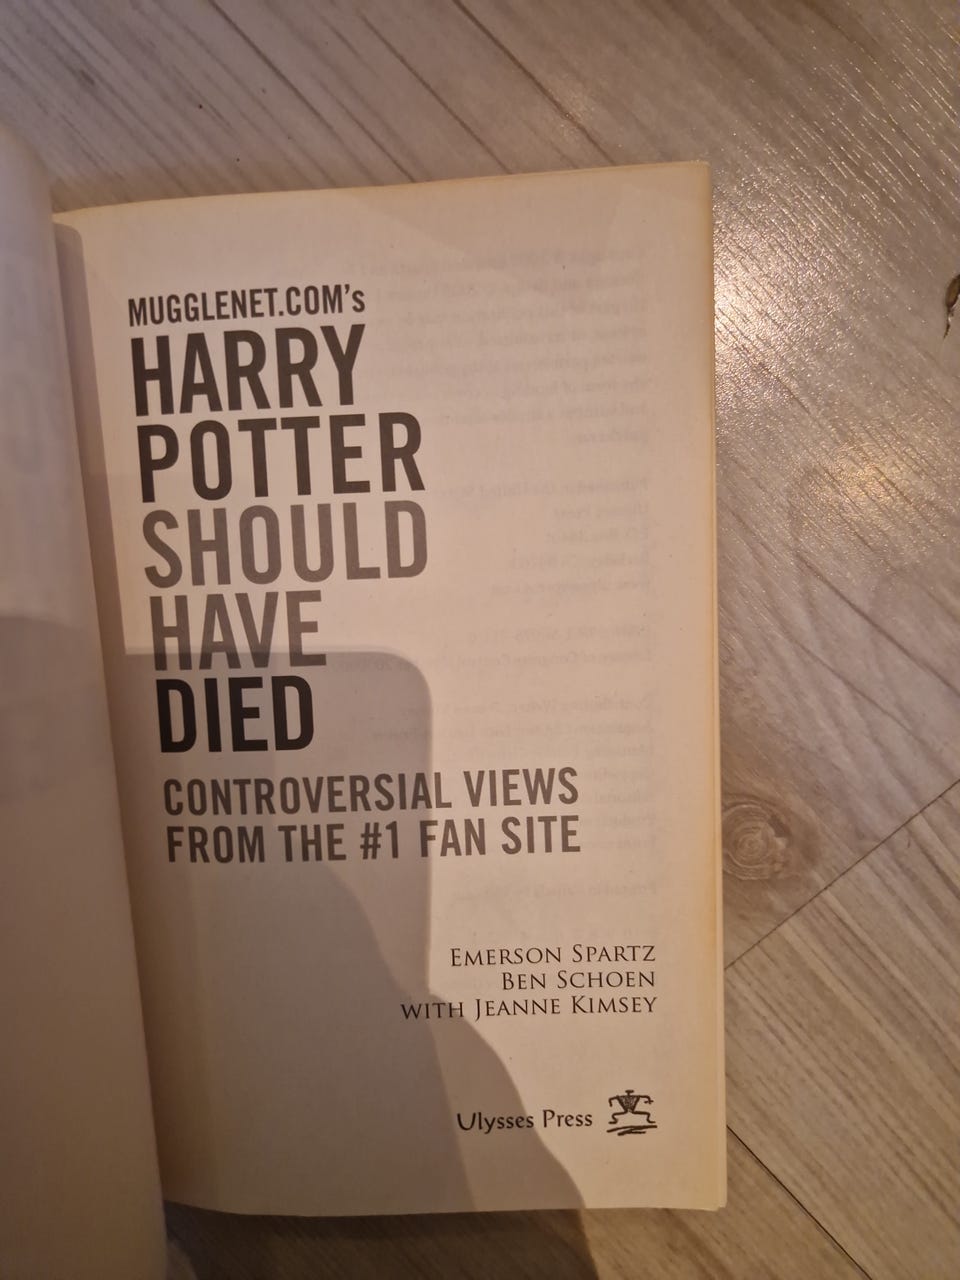 MUGGLENET.COM's
HARRY
POTTER
SHOULD
HAVE
DIED
CONTROVERSIAL VIEWS
FROM THE #1 FAN SITE
EMERSON SPARTZ
BEN SCHOEN
WITH JEANNE KIMSEY
Ulysses Press